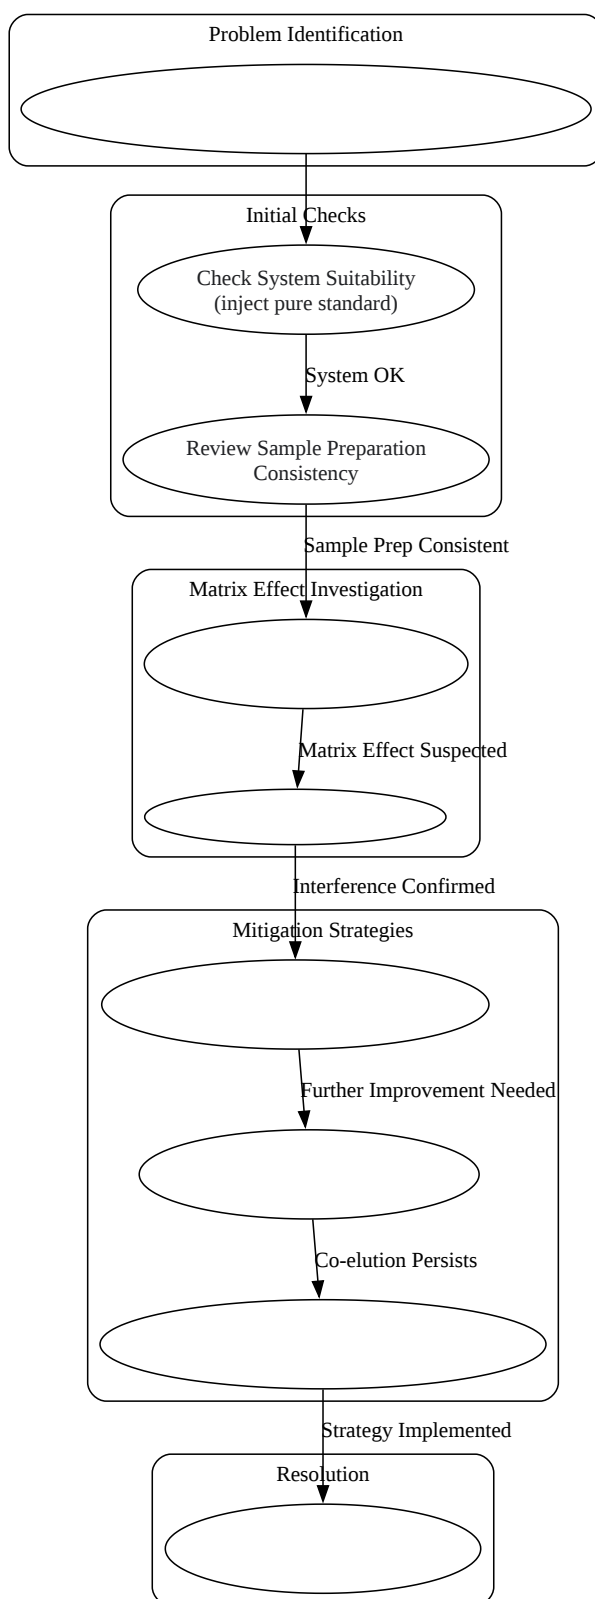 Problem Identification
Initial Checks
Check System Suitability
(inject pure standard)
System OK
Review Sample Preparation
Consistency
Sample Prep Consistent
Matrix Effect Investigation
Matrix Effect Suspected
Interference Confirmed
Mitigation Strategies
Further Improvement Needed
Co-elution Persists
Strategy Implemented
Resolution